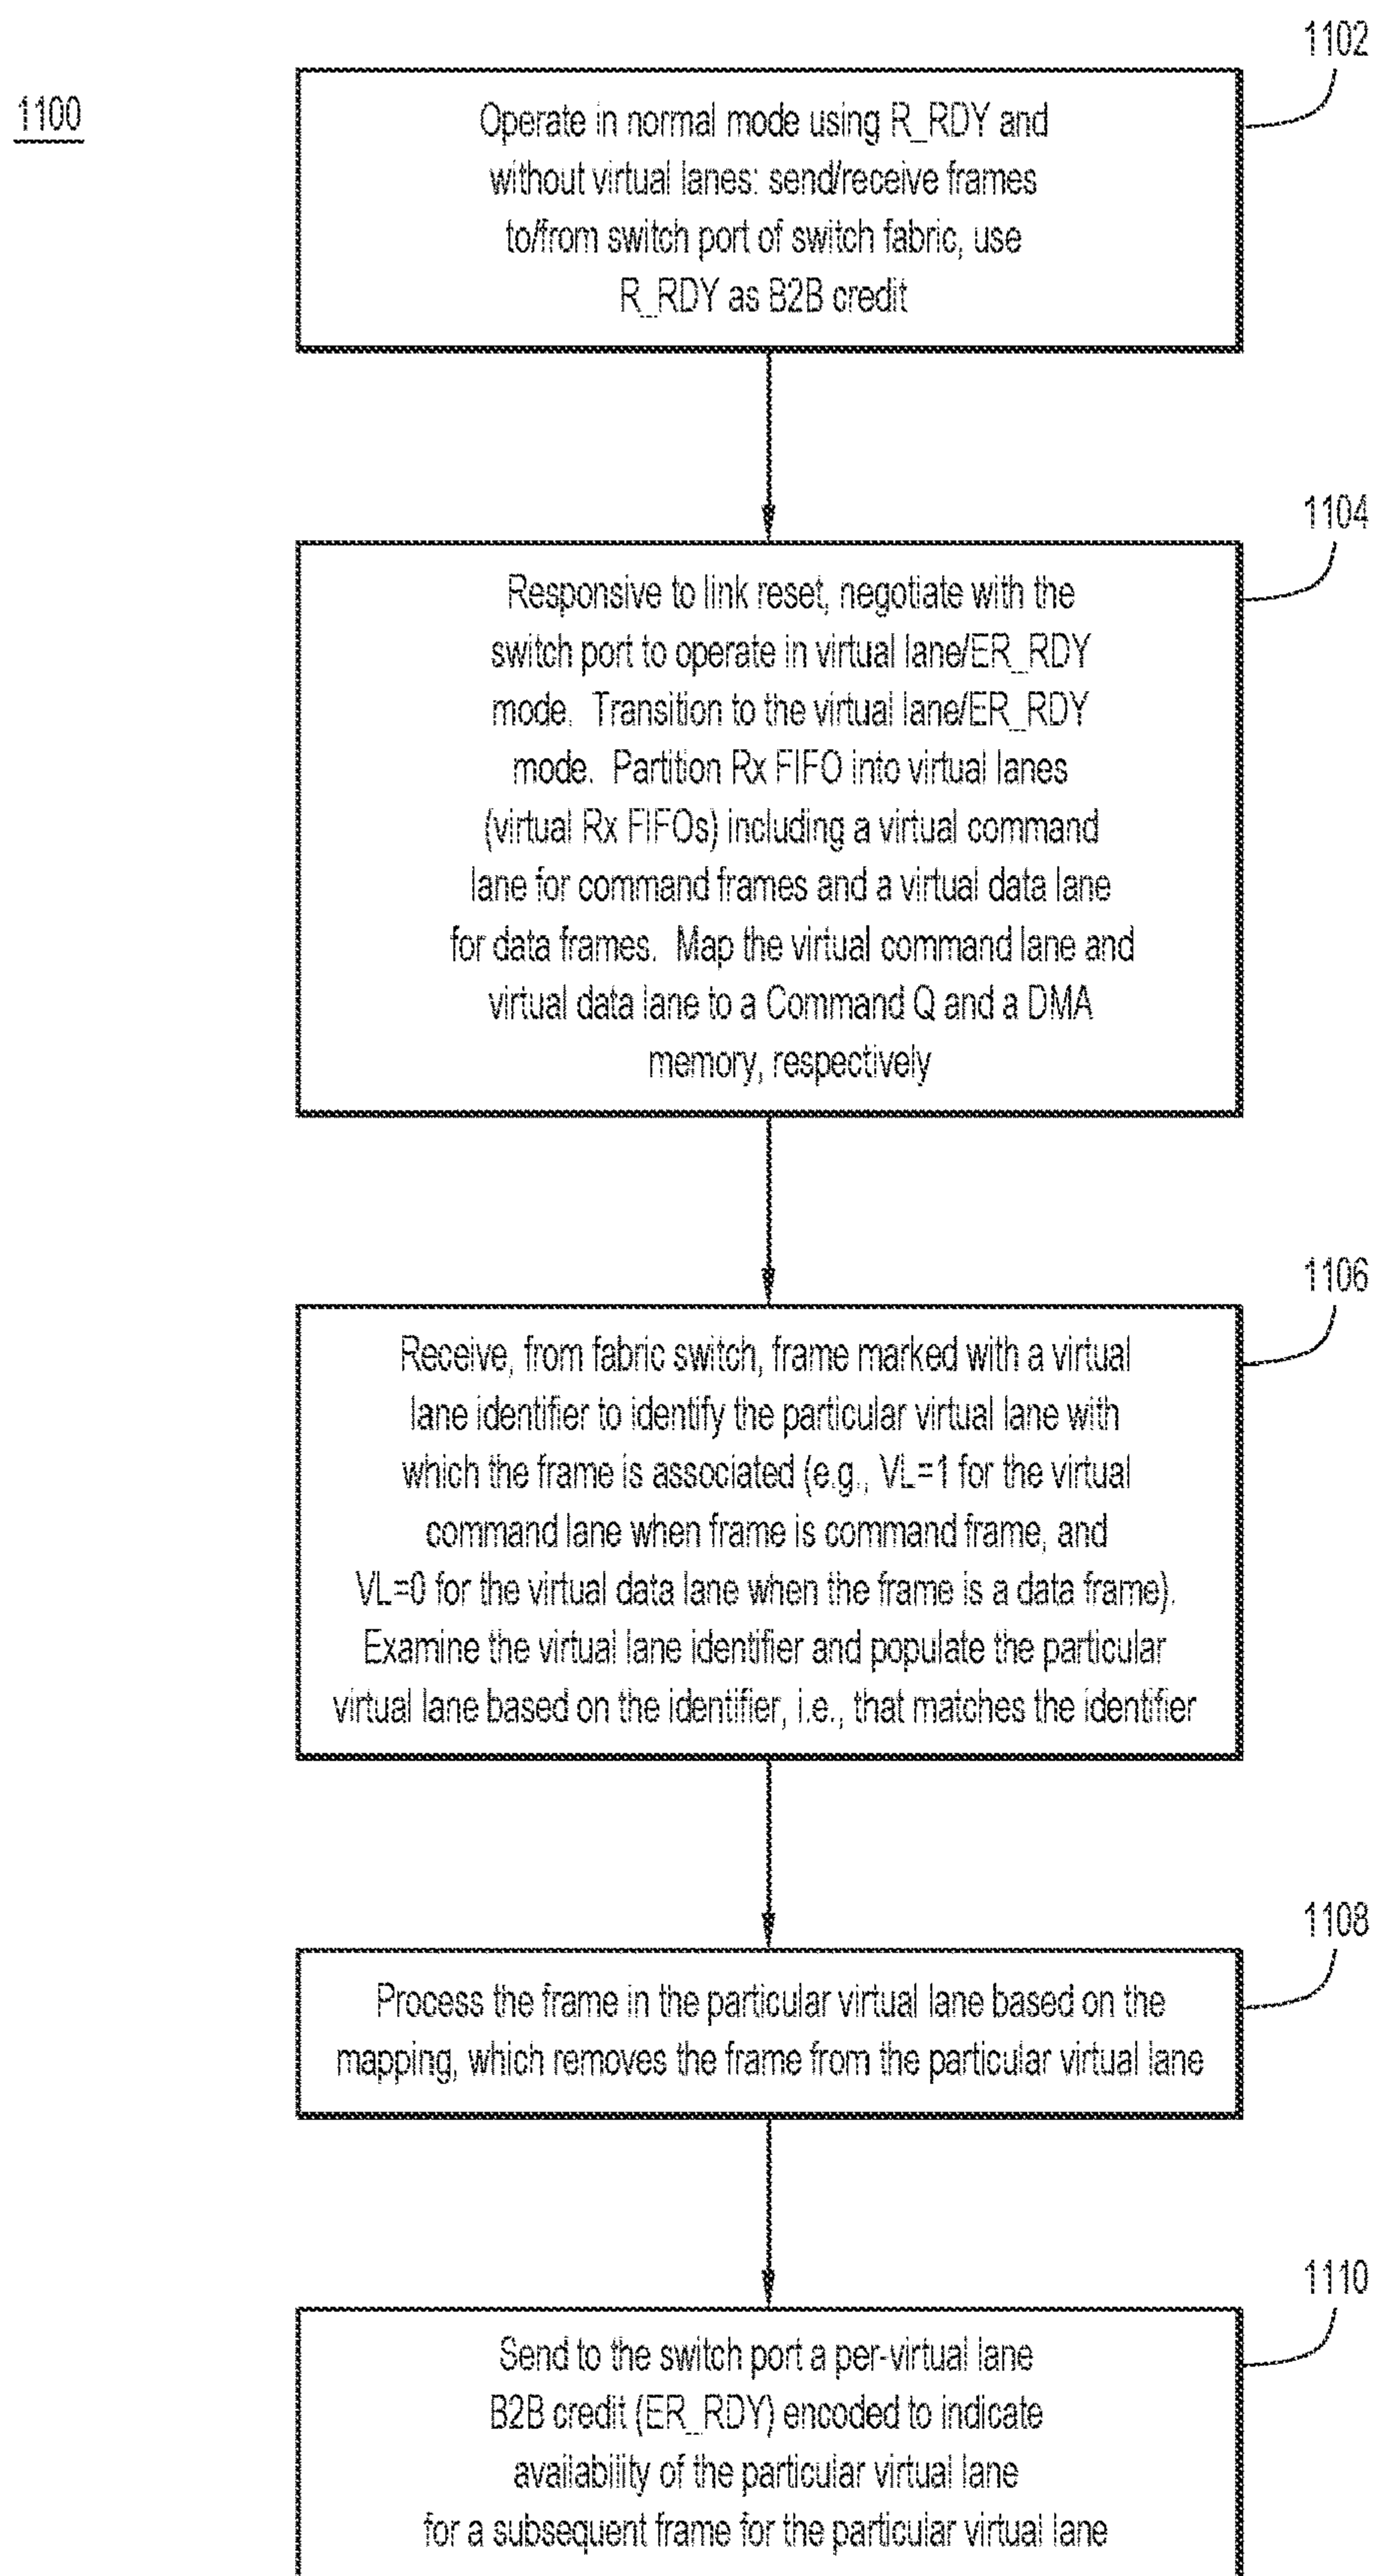 1100
1102
Operate in normal mode using R_RDY and
without virtual lanes: send/receive frames
to/from switch port of switch fabric, use
R_RDY as B2B credit
1104
Responsive to link reset, negotiate with the
switch port to operate in virtual lane/ER_RDY
mode. Transition to the virtual lane/ER_RDY
mode. Partition Rx FIFO into virtual lanes
(virtual Rx FIFOs) including a virtual command
lane for command frames and a virtual data lane
for data frames. Map the virtual command lane and
virtual data lane to a Command Q and a DMA
memory, respectively
1106
Receive, from fabric switch, frame marked with a virtual
lane identifier to identify the particular virtual lane with
which the frame is associated (e.g., VL=1 for the virtual
command lane when frame is command frame, and
VL=0 for the virtual data lane when the frame is a data frame).
Examine the virtual lane identifier and populate the particular
virtual lane based on the identifier, i.e., that matches the identifier
1108
Process the frame in the particular virtual lane based on the
mapping, which removes the frame from the particular virtual lane
1110
Send to the switch port a per-virtual lane
B2B credit (ER_RDY) encoded to indicate
availability of the particular virtual lane
for a subsequent frame for the particular virtual lane